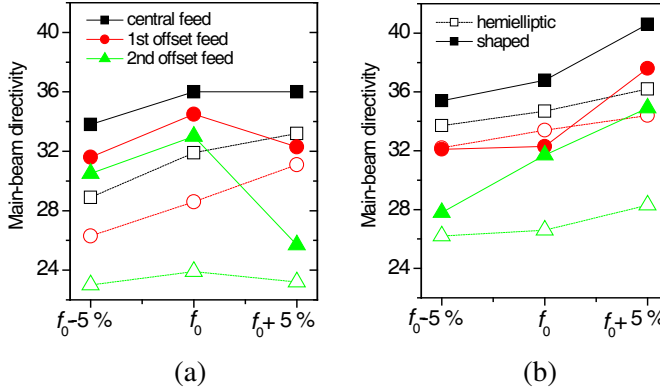 Main-beam directivity
40
36
32
28
24
central feed
1st offset feed
2nd offset feed
f₀-5 %
f₀
f₀+ 5 %
(a)
Main-beam directivity
40
36
32
28
24
hemielliptic
shaped
f₀-5 %
f₀
f₀+ 5 %
(b)